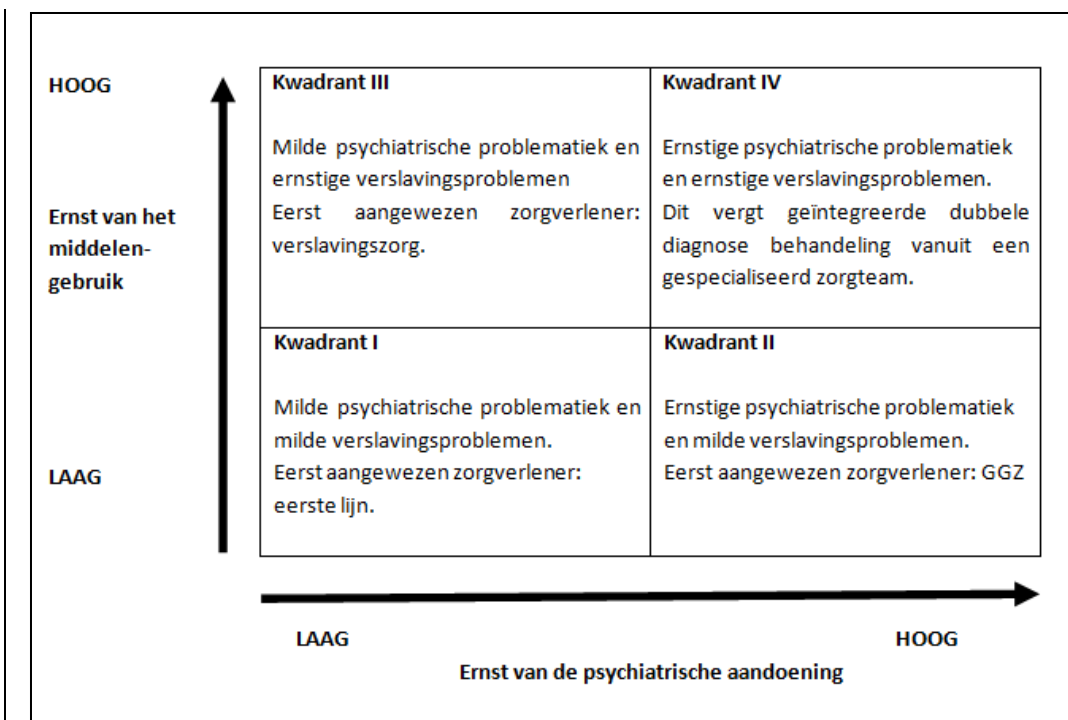 HOOG
Kwadrant III
Kwadrant IV
Milde psychiatrische problematiek en
ernstige verslavingsproblemen
Eerst aangewezen zorgverlener:
verslavingszorg.
Ernstige psychiatrische problematiek
en ernstige verslavingsproblemen.
Dit vergt geïntegreerde dubbele
diagnose behandeling vanuit een
gespecialiseerd zorgteam.
Ernst van het
middelen-
gebruik
Kwadrant I
Kwadrant II
Milde psychiatrische problematiek en
milde verslavingsproblemen.
Eerst aangewezen zorgverlener:
eerste lijn.
Ernstige psychiatrische problematiek
en milde verslavingsproblemen.
Eerst aangewezen zorgverlener: GGZ
LAAG
LAAG
HOOG
Ernst van de psychiatrische aandoening